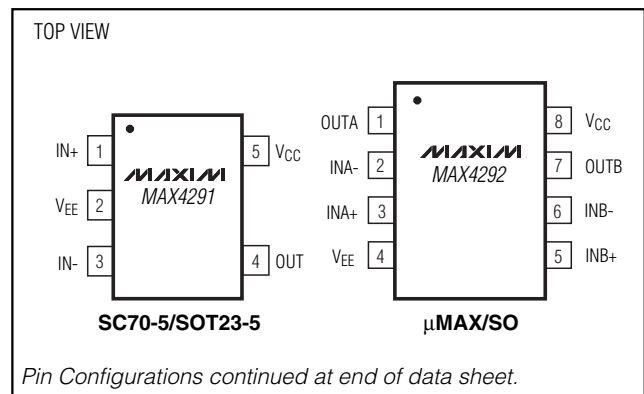 TOP VIEW
IN+ 1
VEE 2
IN- 3
5 VCC
4 OUT
MAXIM
MAX4291
SC70-5/SOT23-5
OUTA 1
INA- 2
INA+ 3
VEE 4
8 VCC
7 OUTB
6 INB-
5 INB+
MAXIM
MAX4292
µMAX/SO
Pin Configurations continued at end of data sheet.